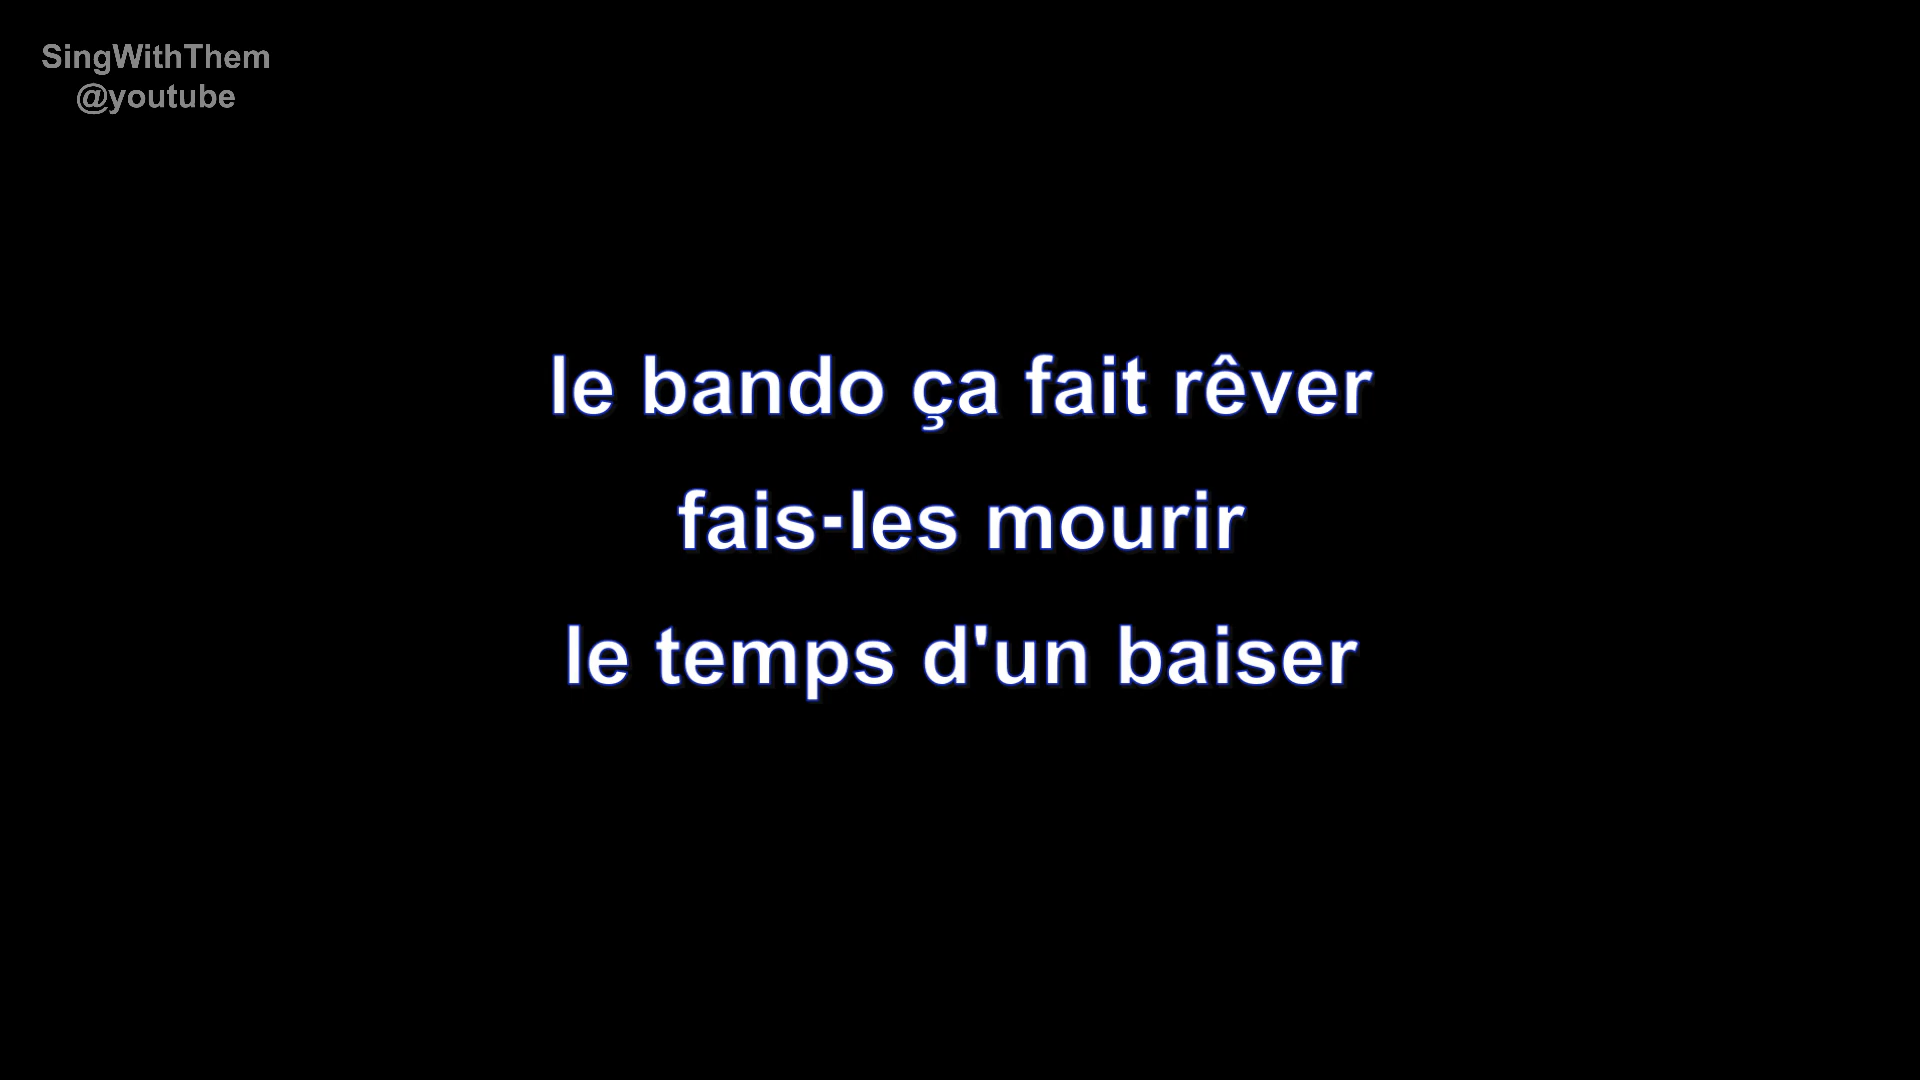 SingWithThem
@youtube
le bando ça fait rêver
fais-les mourir
le temps d'un baiser